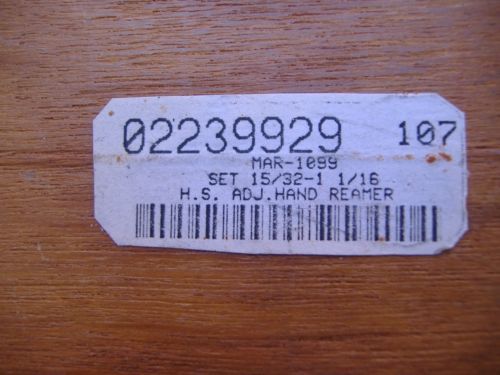 02239929 107
MAR-1099
SET 15/32-1 1/16
H.S. ADJ.HAND REAMER